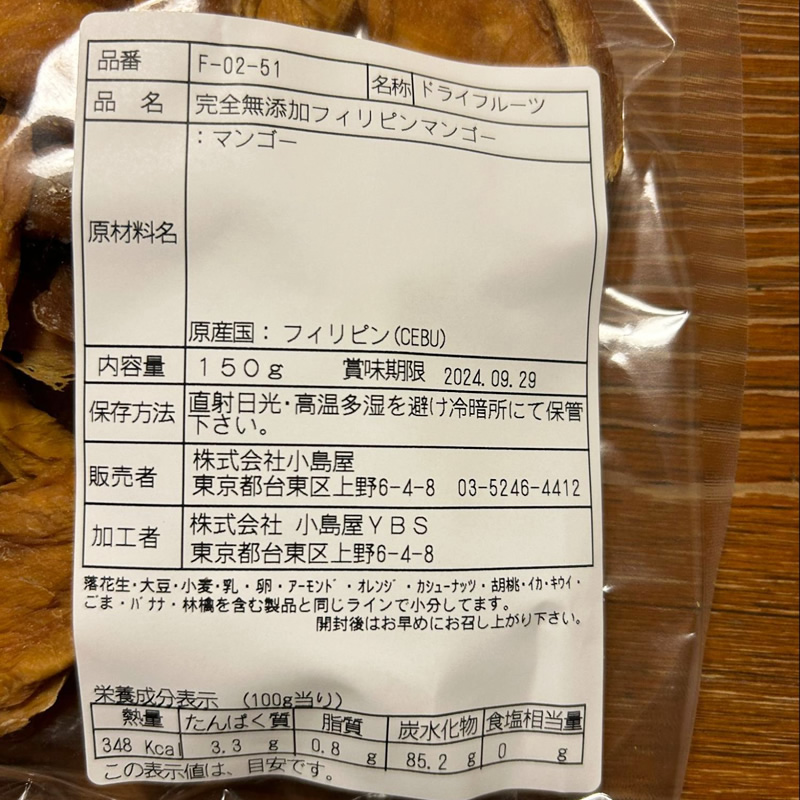 品番 F-02-51 名称 ドライフルーツ
品 名 完全無添加フィリピンマンゴー
原材料名 :マンゴー
原産国: フィリピン(CEBU)
内容量 150g 賞味期限 2024.09.29
保存方法 直射日光・高温多湿を避け冷暗所にて保管
下さい。
販売者 株式会社小島屋
東京都台東区上野6-4-8 03-5246-4412
加工者 株式会社 小島屋YBS
東京都台東区上野6-4-8
落花生・大豆・小麦・乳・卵・アーモンド・オレンジ・カシューナッツ・胡桃・イカ・キウイ・
ごま・バナナ・林檎を含む製品と同じラインで小分してます。
開封後はお早めにお召し上がり下さい。
栄養成分表示 (100g当り)
熱量 たんぱく質 脂質 炭水化物 食塩相当量
348 Kcal 3.3 g 0.8 g 85.2 g 0 g
この表示値は、目安です。